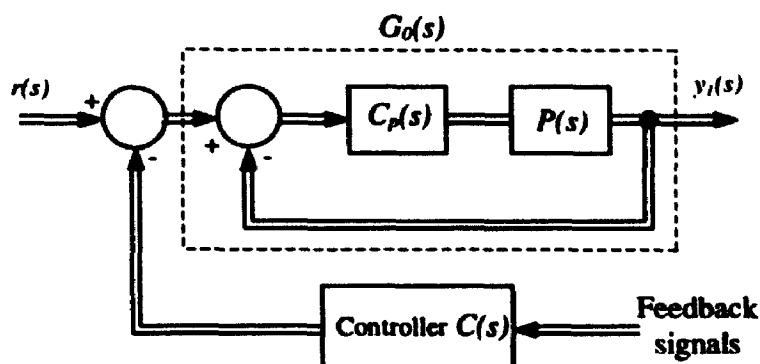 G₀(s)
r(s)
+
-
+
-
Cₚ(s)
P(s)
y₁(s)
Controller C(s)
Feedback
signals